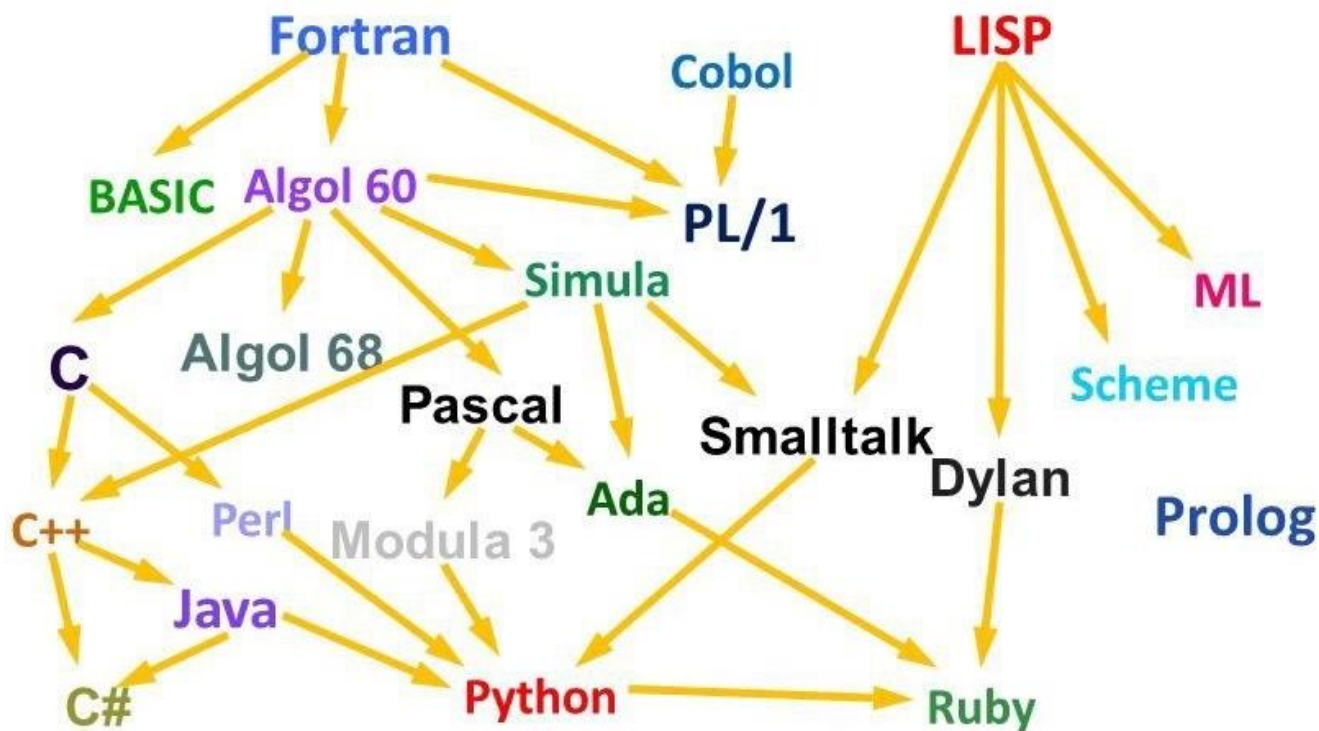 Fortran
LISP
Cobol
BASIC
Algol 60
PL/1
Simula
ML
C
Algol 68
Pascal
Scheme
Smalltalk
Dylan
C++
Perl
Modula 3
Ada
Prolog
Java
C#
Python
Ruby